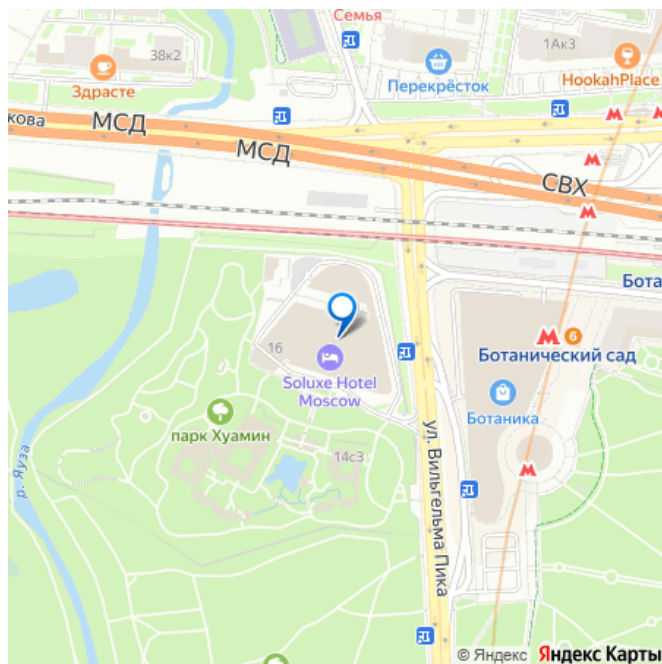 Семья
38к2
1Ак3
Здрасте
Перекрёсток
HookahPlace
кова
МСД
МСД
СВХ
Бота
16
6
Ботанический сад
Soluxe Hotel
Moscow
Ботаника
парк Хуамин
14с3
р. Яуза
ул. Вильгельма Пика
© Яндекс Яндекс Карты